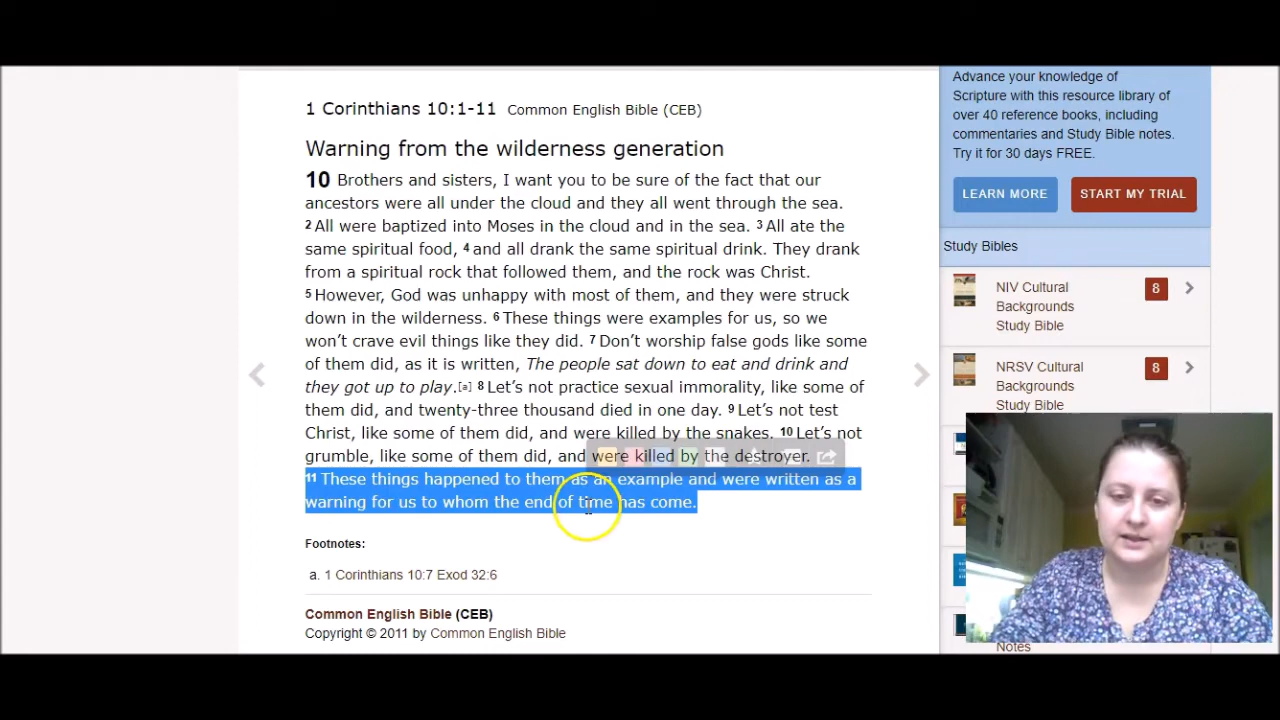 1 Corinthians 10:1-11 Common English Bible (CEB)
Warning from the wilderness generation
10 Brothers and sisters, I want you to be sure of the fact that our
ancestors were all under the cloud and they all went through the sea.
2 All were baptized into Moses in the cloud and in the sea. 3 All ate the
same spiritual food, 4 and all drank the same spiritual drink. They drank
from a spiritual rock that followed them, and the rock was Christ.
5 However, God was unhappy with most of them, and they were struck
down in the wilderness. 6 These things were examples for us, so we
won’t crave evil things like they did. 7 Don’t worship false gods like some
of them did, as it is written, The people sat down to eat and drink and
they got up to play.[a] 8 Let’s not practice sexual immorality, like some of
them did, and twenty-three thousand died in one day. 9 Let’s not test
Christ, like some of them did, and were killed by the snakes. 10 Let’s not
grumble, like some of them did, and were killed by the destroyer.
11 These things happened to them as an example and were written as a
warning for us to whom the end of time has come.
Footnotes:
a. 1 Corinthians 10:7 Exod 32:6
Common English Bible (CEB)
Copyright © 2011 by Common English Bible
Advance your knowledge of
Scripture with this resource library of
over 40 reference books, including
commentaries and Study Bible notes.
Try it for 30 days FREE.
LEARN MORE START MY TRIAL
Study Bibles
NIV Cultural
Backgrounds
Study Bible
8
NRSV Cultural
Backgrounds
Study Bible
8
Notes